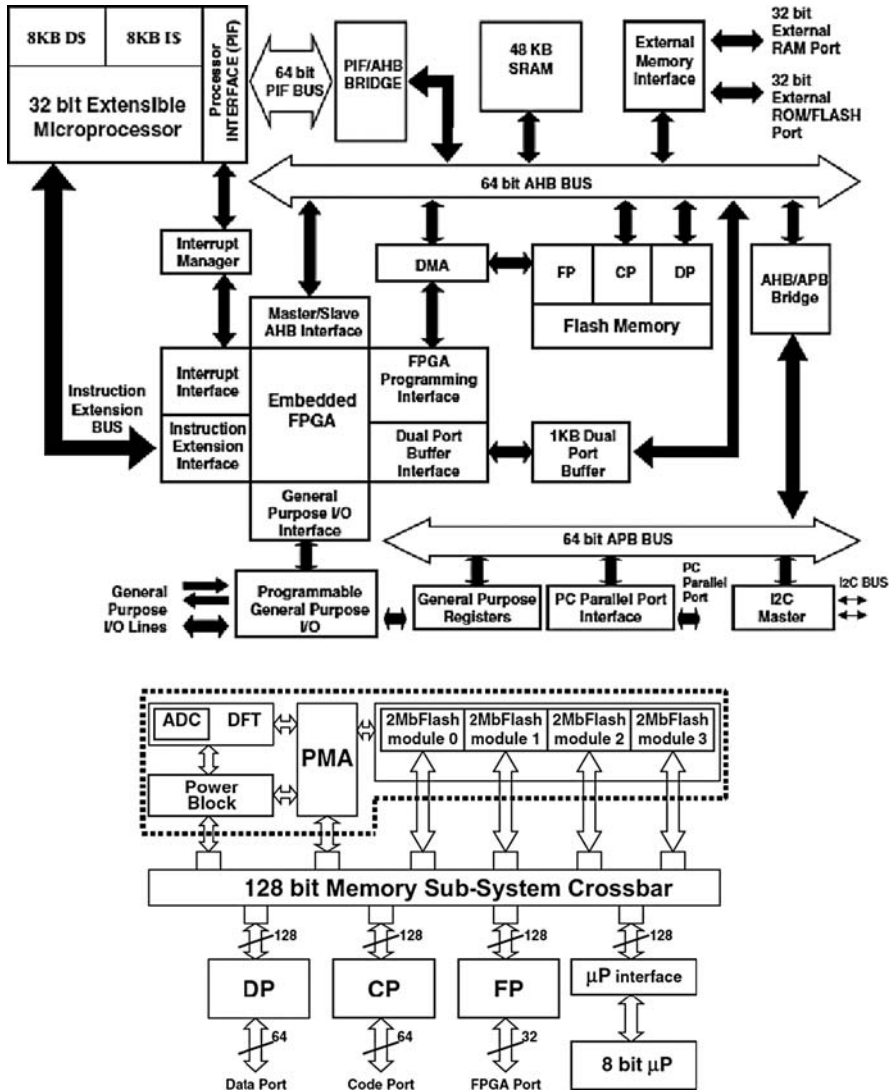 8KB D$
8KB I$
32 bit Extensible
Microprocessor
Processor
INTERFACE (PIF)
64 bit
PIF BUS
PIF/AHB
BRIDGE
48 KB
SRAM
External
Memory
Interface
32 bit
External
RAM Port
32 bit
External
ROM/FLASH
Port
64 bit AHB BUS
Interrupt
Manager
DMA
FP
CP
DP
Flash Memory
AHB/APB
Bridge
Master/Slave
AHB Interface
Interrupt
Interface
Embedded
FPGA
FPGA
Programming
Interface
Instruction
Extension
BUS
Instruction
Extension
Interface
Dual Port
Buffer
Interface
1KB Dual
Port
Buffer
General
Purpose I/O
Interface
64 bit APB BUS
General
Purpose
I/O Lines
Programmable
General Purpose
I/O
General Purpose
Registers
PC Parallel Port
Interface
PC
Parallel
Port
I2C
Master
I2C BUS
ADC
DFT
PMA
2MbFlash
module 0
2MbFlash
module 1
2MbFlash
module 2
2MbFlash
module 3
Power
Block
128 bit Memory Sub-System Crossbar
128
128
128
128
DP
CP
FP
µP interface
64
64
32
8 bit µP
Data Port
Code Port
FPGA Port